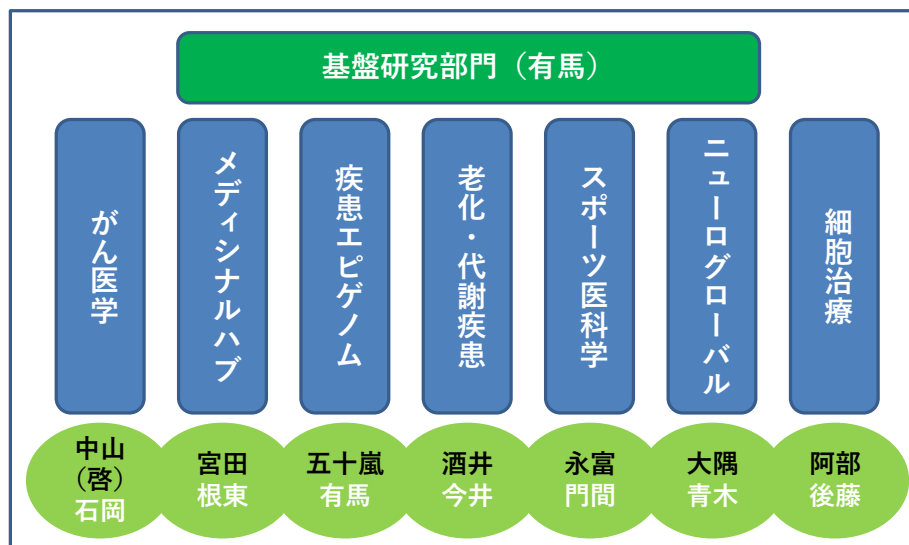 基盤研究部門（有馬）
がん医学
メディシナルハブ
疾患エピゲノム
老化・代謝疾患
スポーツ医科学
ニューログローバル
細胞治療
中山
（啓）
石岡
宮田
根東
五十嵐
有馬
酒井
今井
永富
門間
大隅
青木
阿部
後藤